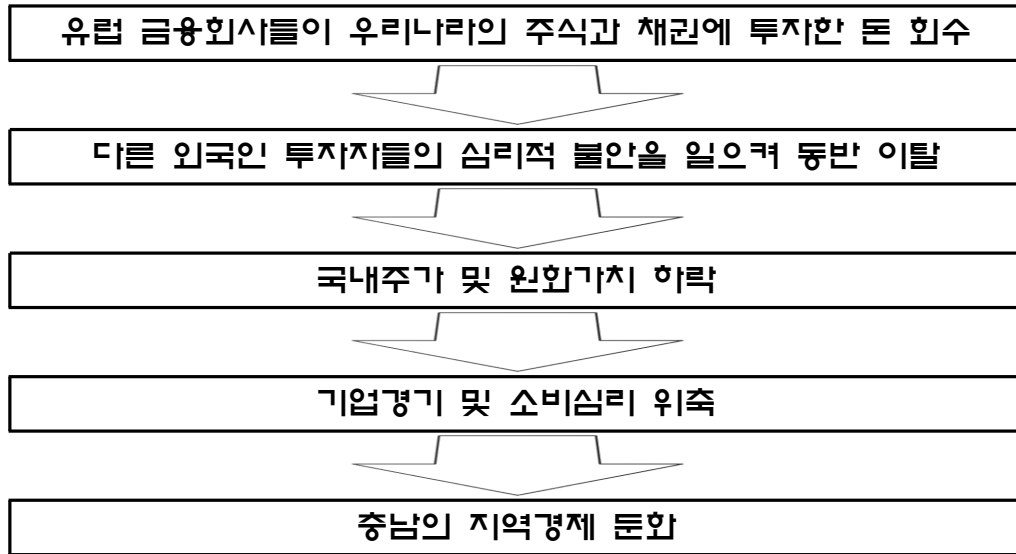 유럽 금융회사들이 우리나라의 주식과 채권에 투자한 돈 회수
다른 외국인 투자자들의 심리적 불안을 일으켜 동반 이탈
국내주가 및 원화가치 하락
기업경기 및 소비심리 위축
충남의 지역경제 둔화